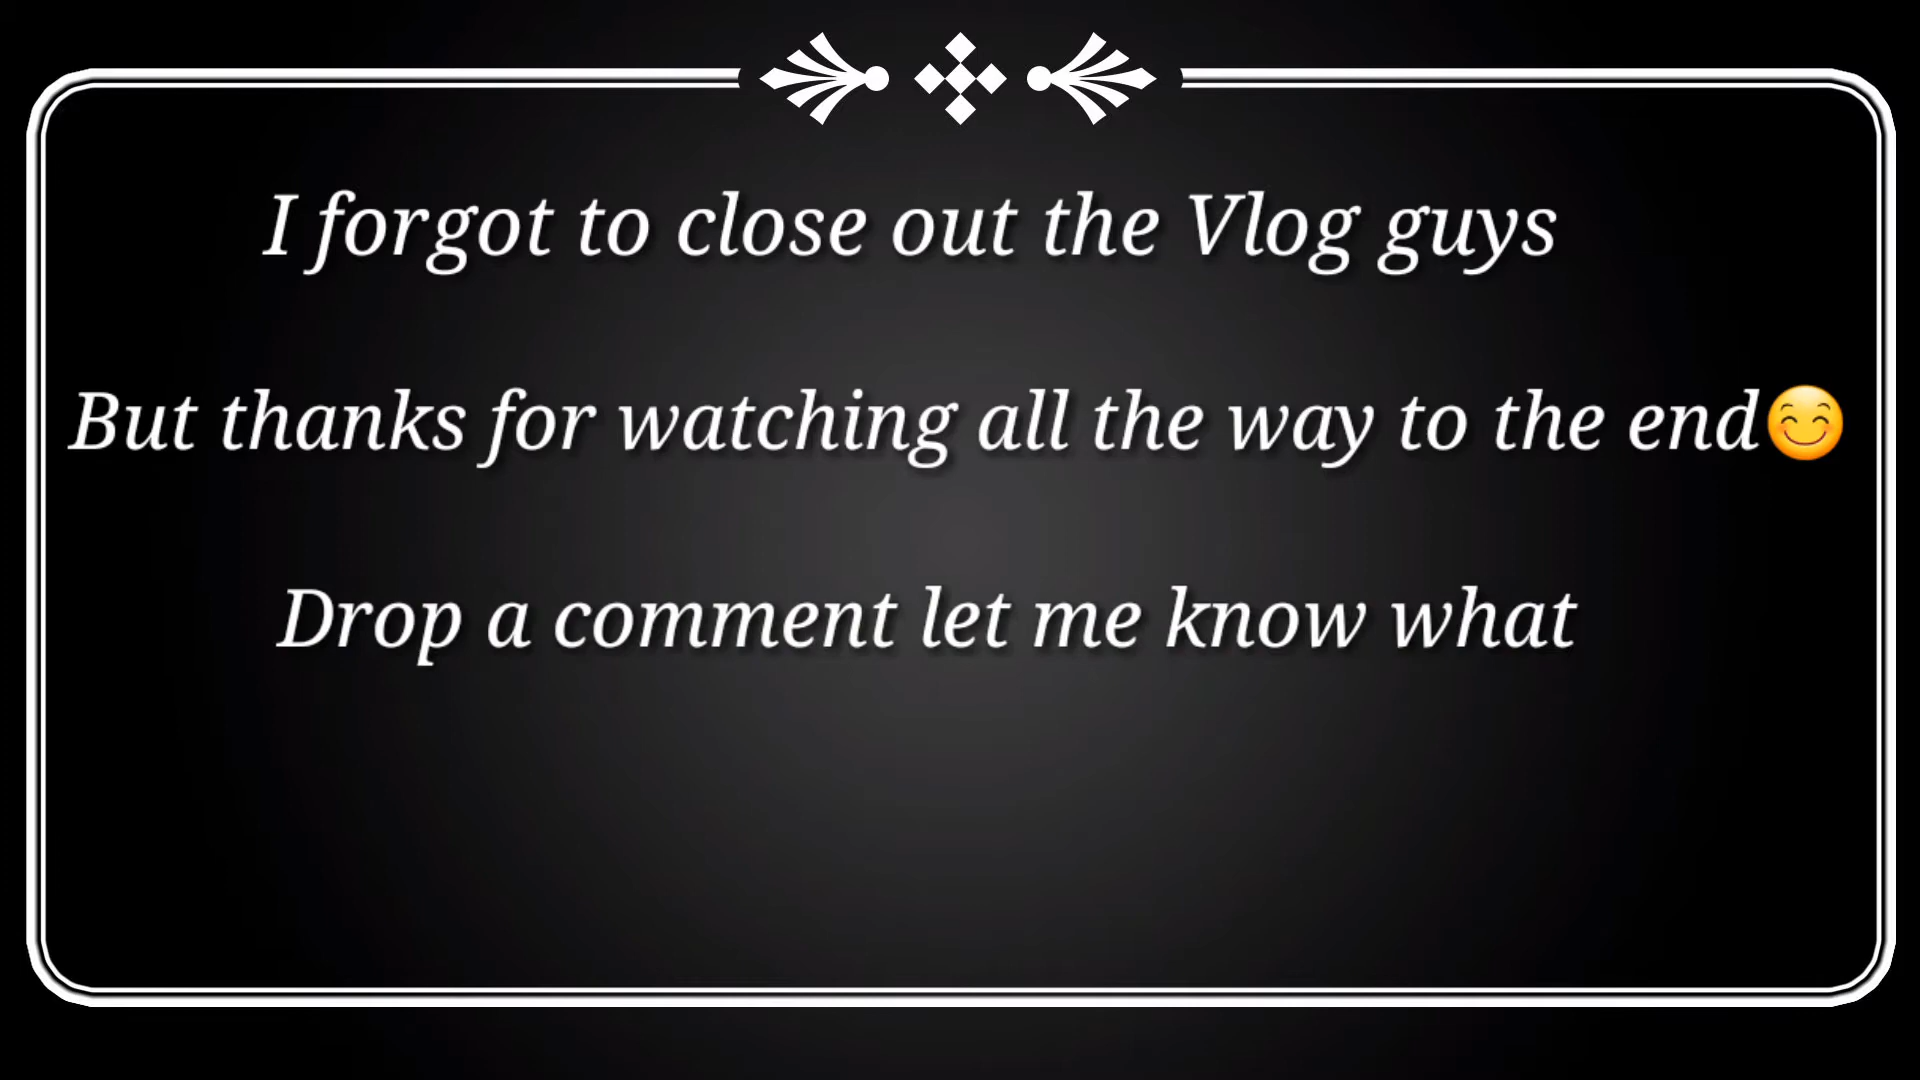 I forgot to close out the Vlog guys
But thanks for watching all the way to the end😊
Drop a comment let me know what